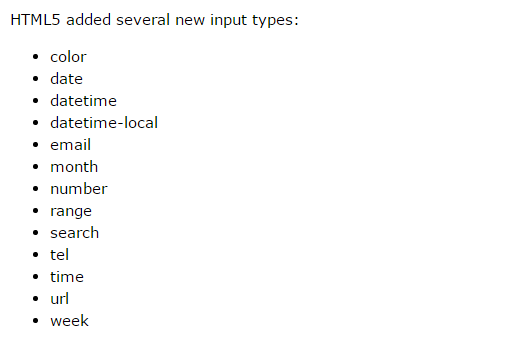 HTML5 added several new input types:
• color
• date
• datetime
• datetime-local
• email
• month
• number
• range
• search
• tel
• time
• url
• week